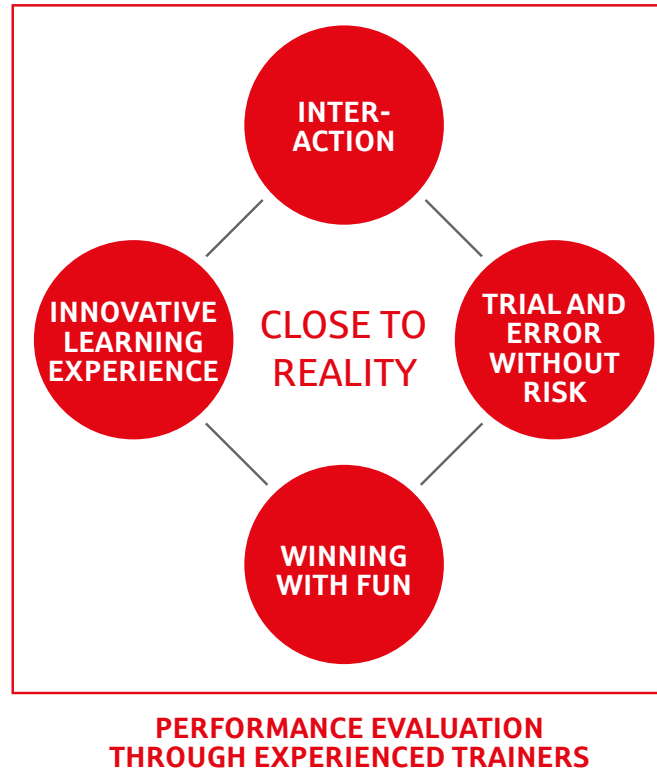 INTER-
ACTION
INNOVATIVE
LEARNING
EXPERIENCE
CLOSE TO
REALITY
TRIAL AND
ERROR
WITHOUT
RISK
WINNING
WITH FUN
PERFORMANCE EVALUATION
THROUGH EXPERIENCED TRAINERS